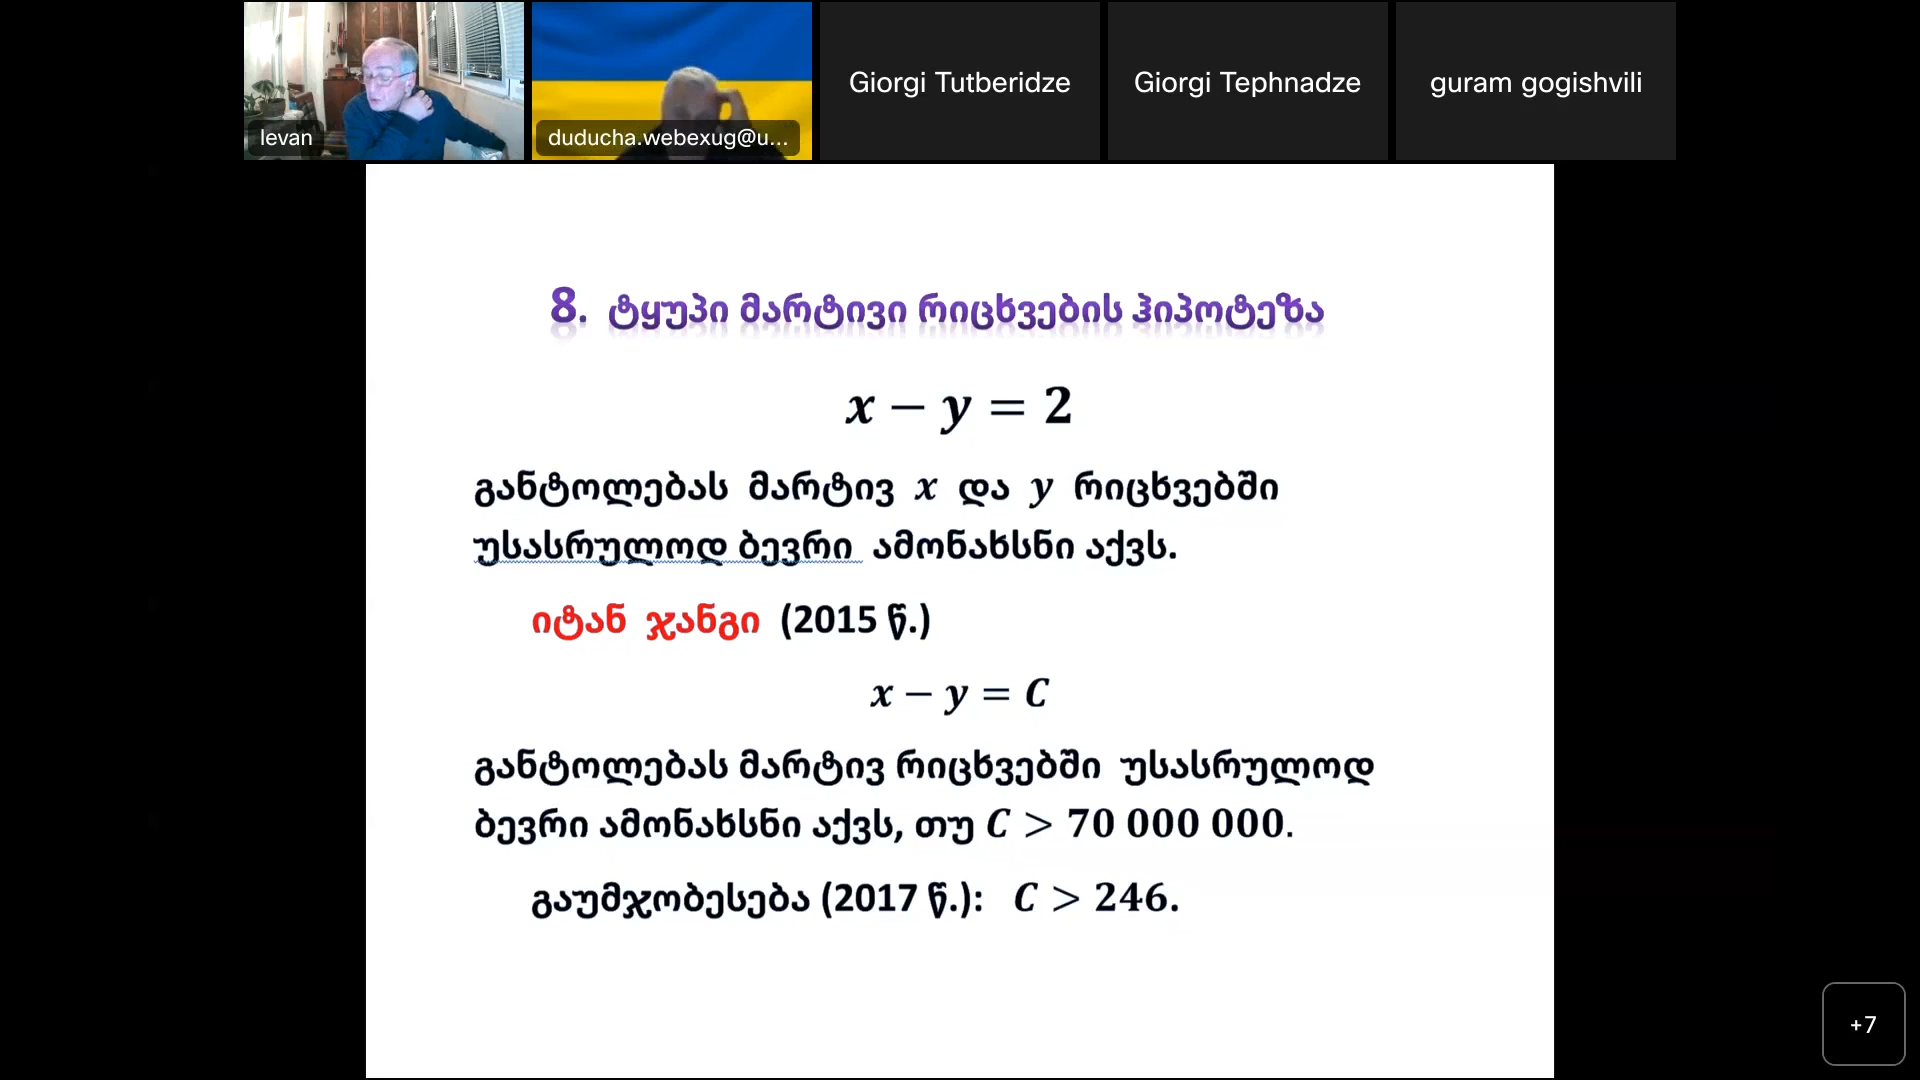 levan
duducha.webexug@u...
Giorgi Tutberidze
Giorgi Tephnadze
guram gogishvili
8. ტყუპი მარტივი რიცხვების ჰიპოტეზა
x − y = 2
განტოლებას მარტივ x და y რიცხვებში
უსასრულოდ ბევრი ამონახსნი აქვს.
იტან ჯანგი (2015 წ.)
x − y = C
განტოლებას მარტივ რიცხვებში უსასრულოდ
ბევრი ამონახსნი აქვს, თუ C > 70 000 000.
გაუმჯობესება (2017 წ.): C > 246.
+7